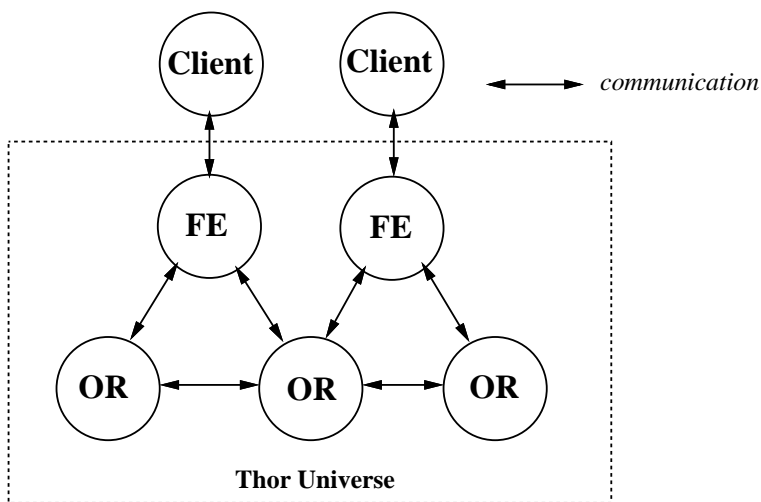 Client
Client
communication
FE
FE
OR
OR
OR
Thor Universe